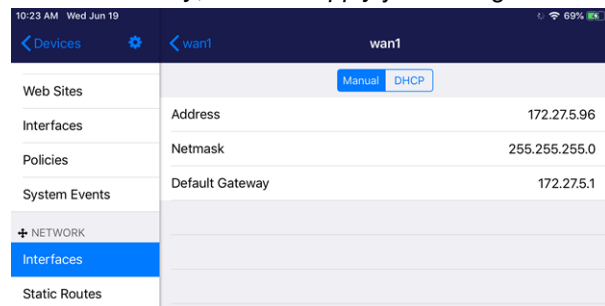 10:23 AM Wed Jun 19
69%
Devices
wan1
wan1
Manual DHCP
Web Sites
Interfaces
Policies
System Events
NETWORK
Interfaces
Static Routes
Address 172.27.5.96
Netmask 255.255.255.0
Default Gateway 172.27.5.1